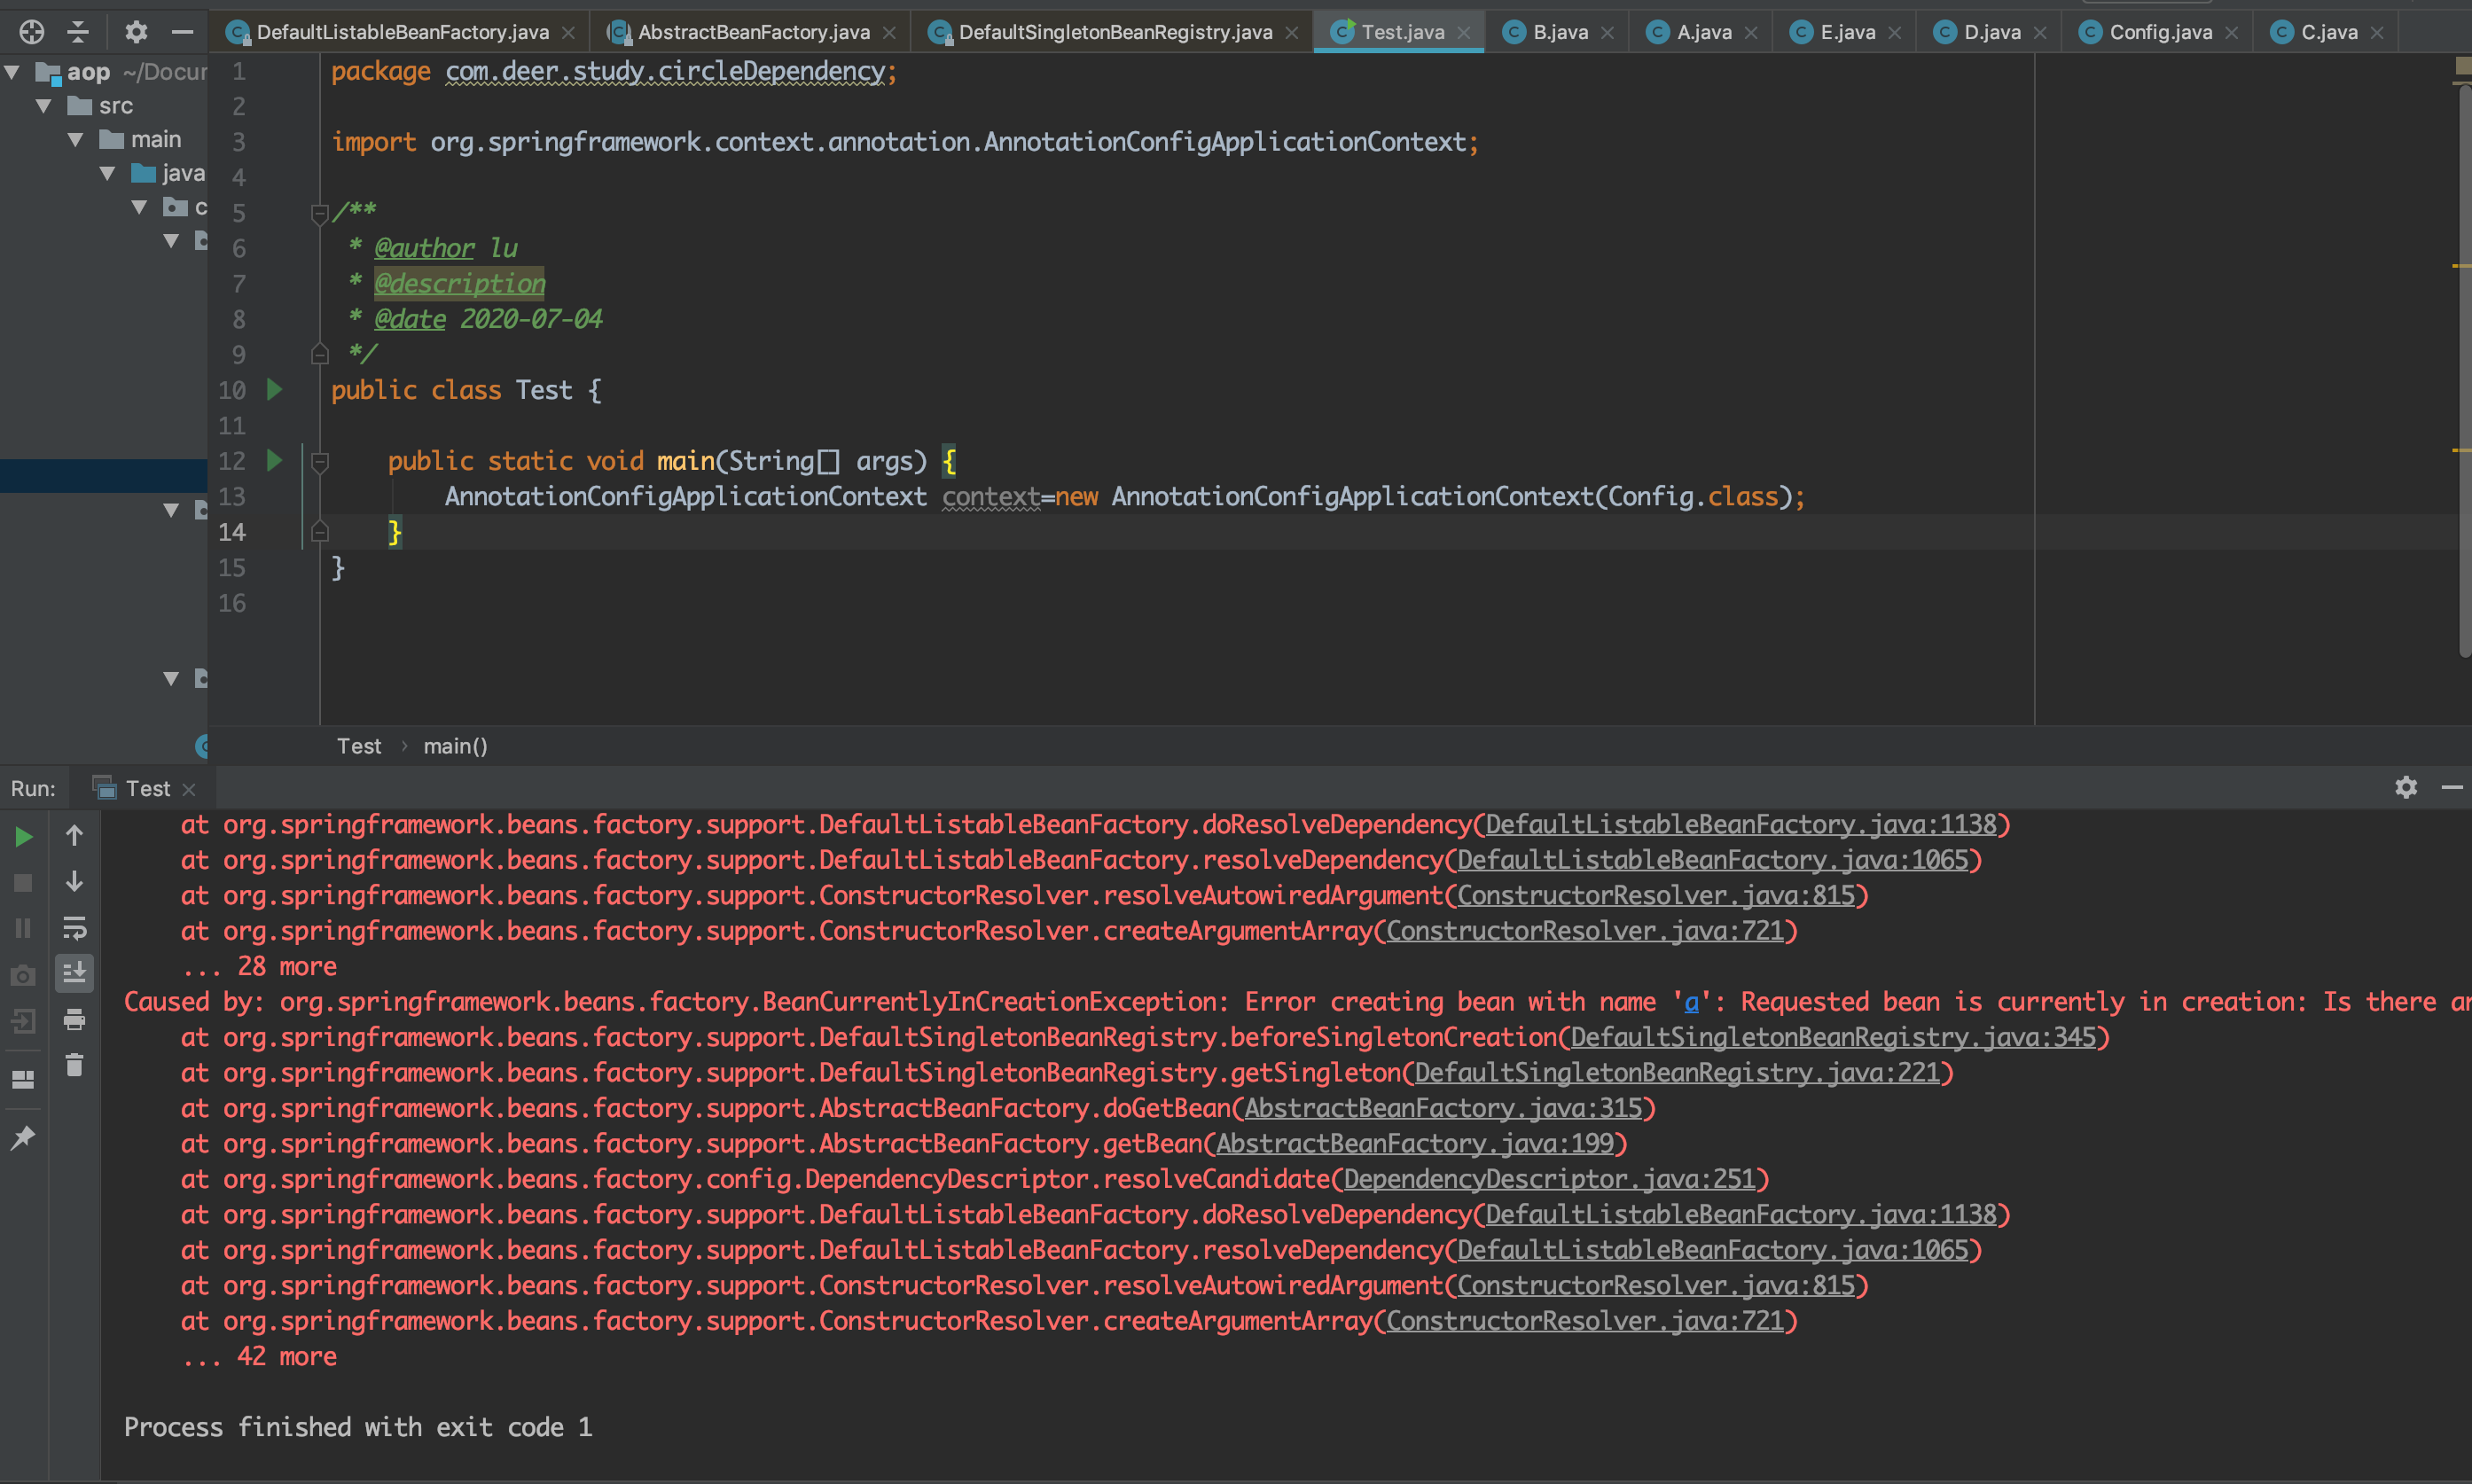 DefaultListableBeanFactory.java
AbstractBeanFactory.java
DefaultSingletonBeanRegistry.java
Test.java
B.java
A.java
E.java
D.java
Config.java
C.java
aop ~/Docur
src
main
java
c
1 package com.deer.study.circleDependency;
2
3 import org.springframework.context.annotation.AnnotationConfigApplicationContext;
4
5 /**
6 * @author lu
7 * @description
8 * @date 2020-07-04
9 */
10 public class Test {
11
12 public static void main(String[] args) {
13 AnnotationConfigApplicationContext context=new AnnotationConfigApplicationContext(Config.class);
14 }
15 }
16
Test › main()
Run: Test
at org.springframework.beans.factory.support.DefaultListableBeanFactory.doResolveDependency(DefaultListableBeanFactory.java:1138)
at org.springframework.beans.factory.support.DefaultListableBeanFactory.resolveDependency(DefaultListableBeanFactory.java:1065)
at org.springframework.beans.factory.support.ConstructorResolver.resolveAutowiredArgument(ConstructorResolver.java:815)
at org.springframework.beans.factory.support.ConstructorResolver.createArgumentArray(ConstructorResolver.java:721)
... 28 more
Caused by: org.springframework.beans.factory.BeanCurrentlyInCreationException: Error creating bean with name 'a': Requested bean is currently in creation: Is there
at org.springframework.beans.factory.support.DefaultSingletonBeanRegistry.beforeSingletonCreation(DefaultSingletonBeanRegistry.java:345)
at org.springframework.beans.factory.support.DefaultSingletonBeanRegistry.getSingleton(DefaultSingletonBeanRegistry.java:221)
at org.springframework.beans.factory.support.AbstractBeanFactory.doGetBean(AbstractBeanFactory.java:315)
at org.springframework.beans.factory.support.AbstractBeanFactory.getBean(AbstractBeanFactory.java:199)
at org.springframework.beans.factory.config.DependencyDescriptor.resolveCandidate(DependencyDescriptor.java:251)
at org.springframework.beans.factory.support.DefaultListableBeanFactory.doResolveDependency(DefaultListableBeanFactory.java:1138)
at org.springframework.beans.factory.support.DefaultListableBeanFactory.resolveDependency(DefaultListableBeanFactory.java:1065)
at org.springframework.beans.factory.support.ConstructorResolver.resolveAutowiredArgument(ConstructorResolver.java:815)
at org.springframework.beans.factory.support.ConstructorResolver.createArgumentArray(ConstructorResolver.java:721)
... 42 more
Process finished with exit code 1